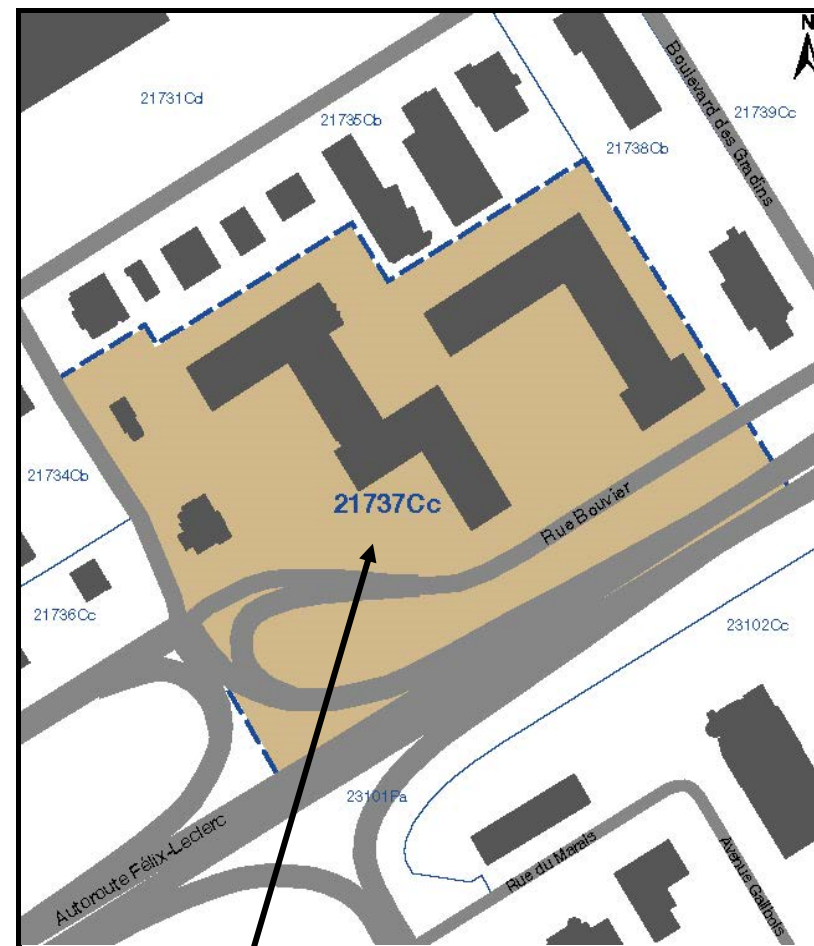 N
21731Cd
21735Cb
Boulevard des Gradins
21739Cc
21738Cb
21734Cb
21737Cc
Rue Bouvier
21736Cc
23102Cc
23101Pa
Autoroute Félix-Leclerc
Rue du Marais
Avenue Galibois